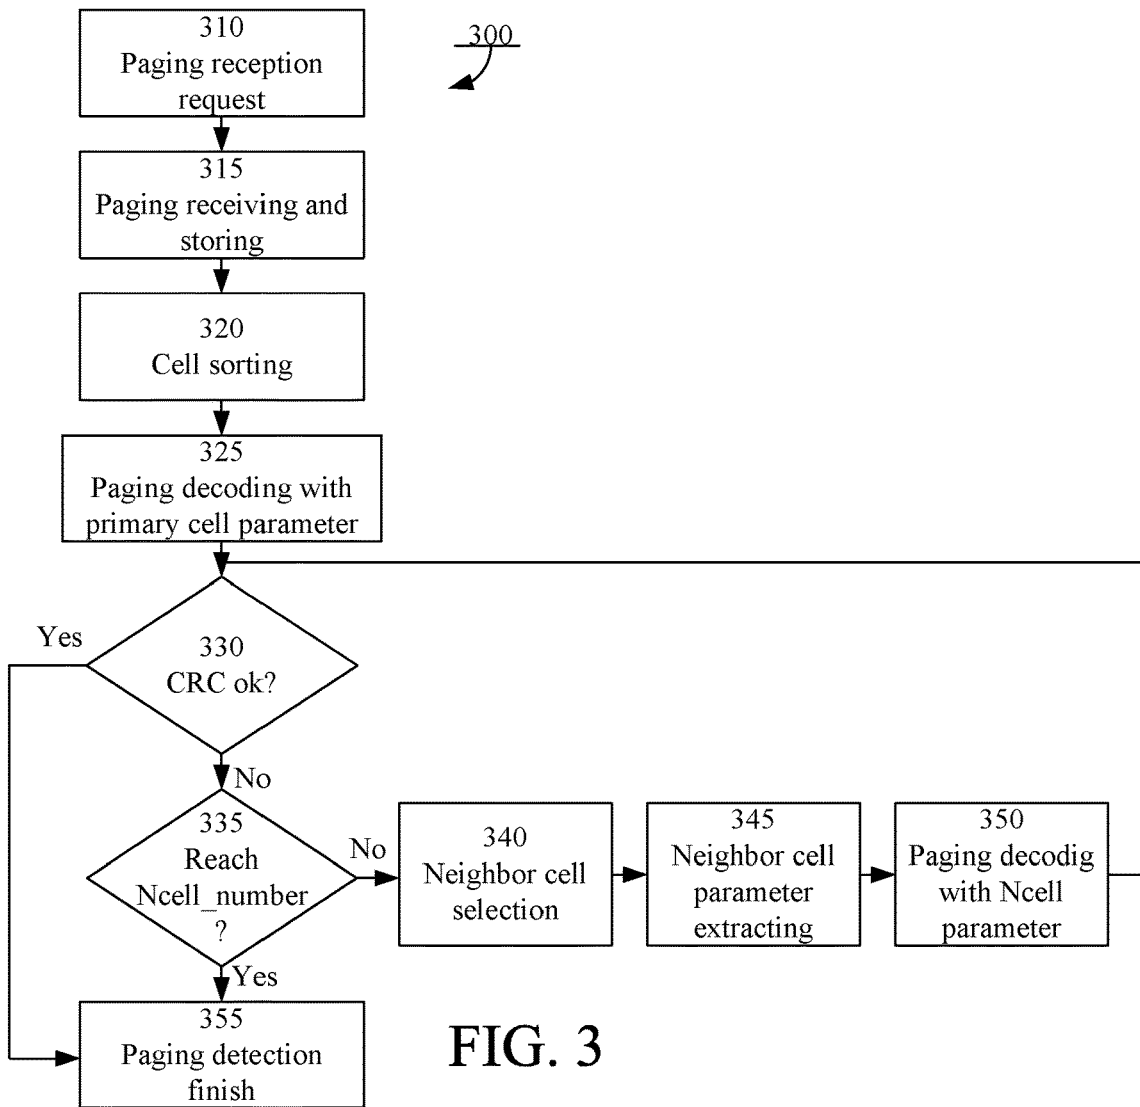 310
Paging reception
request
300
315
Paging receiving and
storing
320
Cell sorting
325
Paging decoding with
primary cell parameter
Yes
330
CRC ok?
No
335
Reach
Ncell_number
?
No
340
Neighbor cell
selection
345
Neighbor cell
parameter
extracting
350
Paging decodig
with Ncell
parameter
Yes
355
Paging detection
finish
FIG. 3